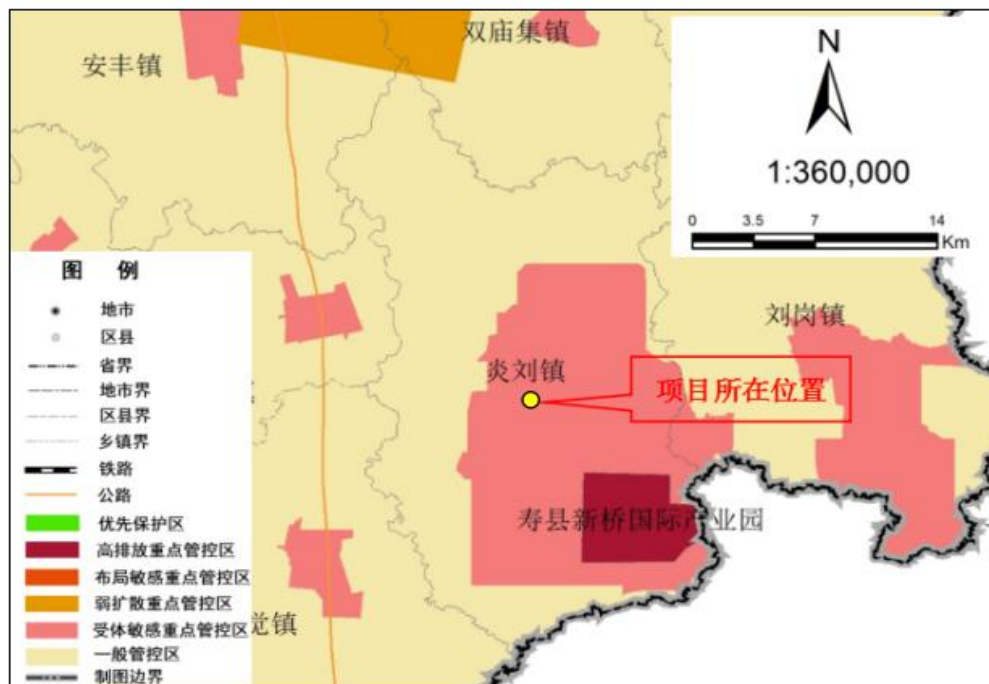 双庙集镇
安丰镇
N
1:360,000
0 3.5 7 14
Km
图 例
地市
区县
省界
地市界
区县界
乡镇界
铁路
公路
优先保护区
高排放重点管控区
布局敏感重点管控区
弱扩散重点管控区
受体敏感重点管控区
一般管控区
制图边界
刘岗镇
炎刘镇
项目所在位置
寿县新桥国际产业园
觉镇